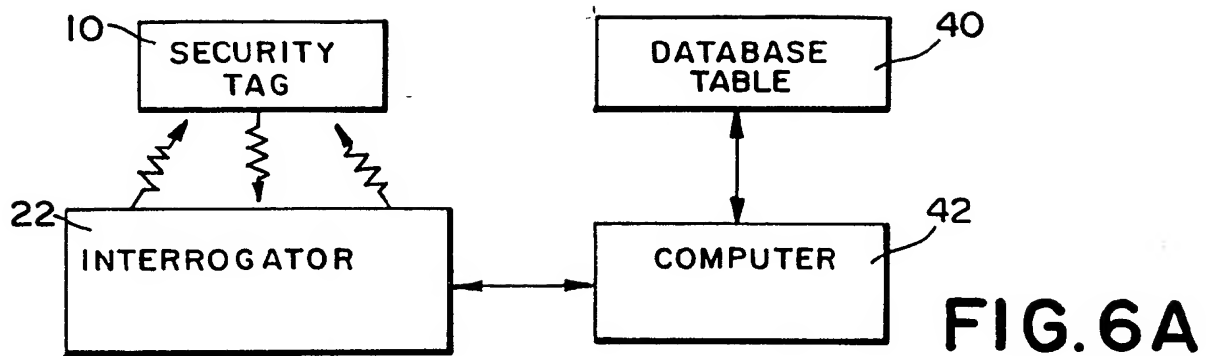 10
SECURITY
TAG
40
DATABASE
TABLE
22
INTERROGATOR
42
COMPUTER
FIG.6A